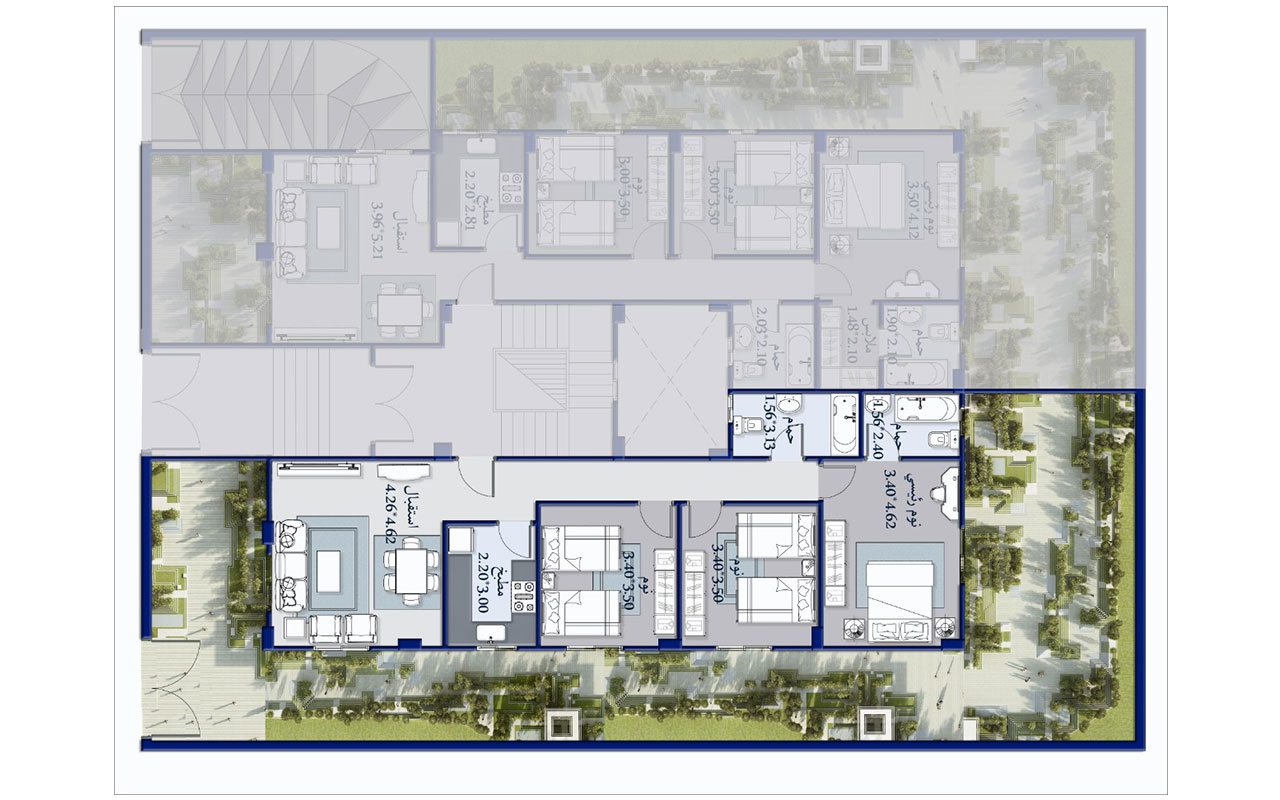 استقبال
3.96*5.21
مطبخ
2.20*2.81
نوم
3.00*3.50
نوم
3.00*3.50
نوم رئيسي
3.50*4.12
حمام
2.03*2.10
ملابس
1.48*2.10
حمام
1.90*2.10
حمام
1.56*3.13
حمام
1.56*2.40
استقبال
4.26*4.62
مطبخ
2.20*3.00
نوم
3.40*3.50
نوم
3.40*3.50
نوم رئيسي
3.40*4.62